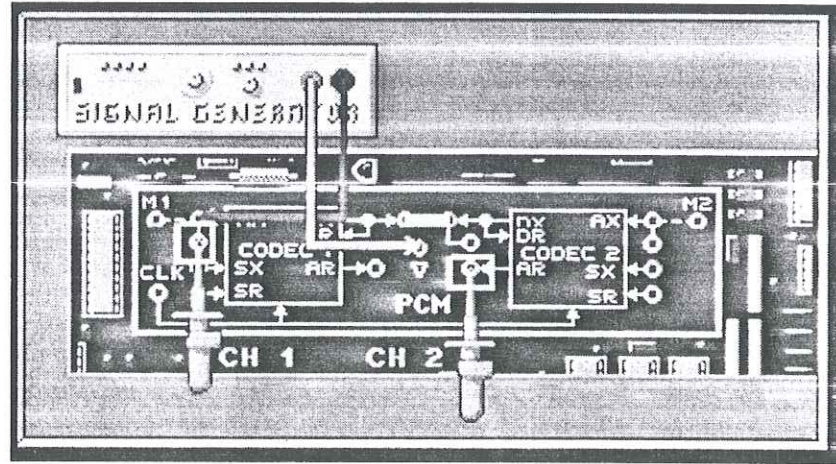 SIGNAL GENERATOR
M1
M2
DX
AX
DR
CODEC
CODEC 2
CLK
SX
AR
AR
SX
SR
PCM
SR
CH 1
CH 2